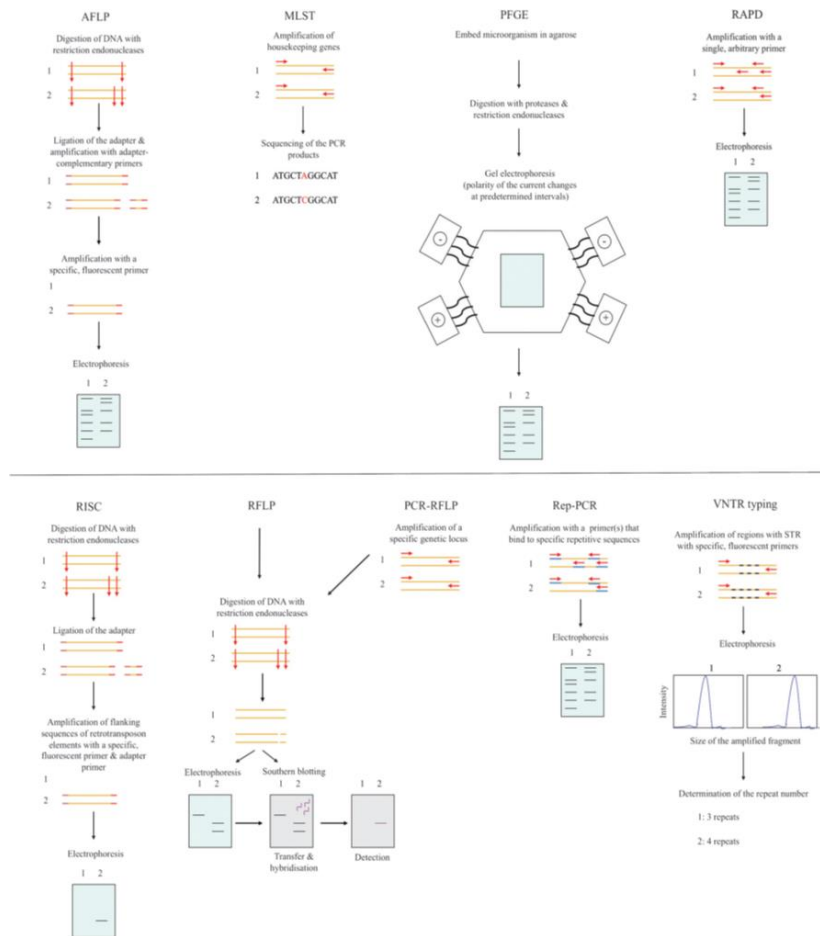 AFLP
Digestion of DNA with
restriction endonucleases
1
2
Ligation of the adapter &
amplification with adapter-
complementary primers
1
2
Amplification with a
specific, fluorescent primer
1
2
Electrophoresis
1 2
MLST
Amplification of
housekeeping genes
1
2
Sequencing of the PCR
products
1 ATGCTAGGCAT
2 ATGCTCGGCAT
PFGE
Embed microorganism in agarose
Digestion with proteases &
restriction endonucleases
Gel electrophoresis
(polarity of the current changes
at predetermined intervals)
- -
+ +
1 2
RAPD
Amplification with a
single, arbitrary primer
1
2
Electrophoresis
1 2
RISC
Digestion of DNA with
restriction endonucleases
1
2
Ligation of the adapter
1
2
Amplification of flanking
sequences of retrotransposon
elements with a specific,
fluorescent primer & adapter
primer
1
2
Electrophoresis
1 2
RFLP
Digestion of DNA with
restriction endonucleases
1
2
1
2
Electrophoresis
1 2
Southern blotting
1 2
Transfer &
hybridisation
1 2
Detection
PCR-RFLP
Amplification of a
specific genetic locus
1
2
Rep-PCR
Amplification with a primer(s) that
bind to specific repetitive sequences
1
2
Electrophoresis
1 2
VNTR typing
Amplification of regions with STR
with specific, fluorescent primers
1
2
Electrophoresis
Intensity
1 2
Size of the amplified fragment
Determination of the repeat number
1: 3 repeats
2: 4 repeats